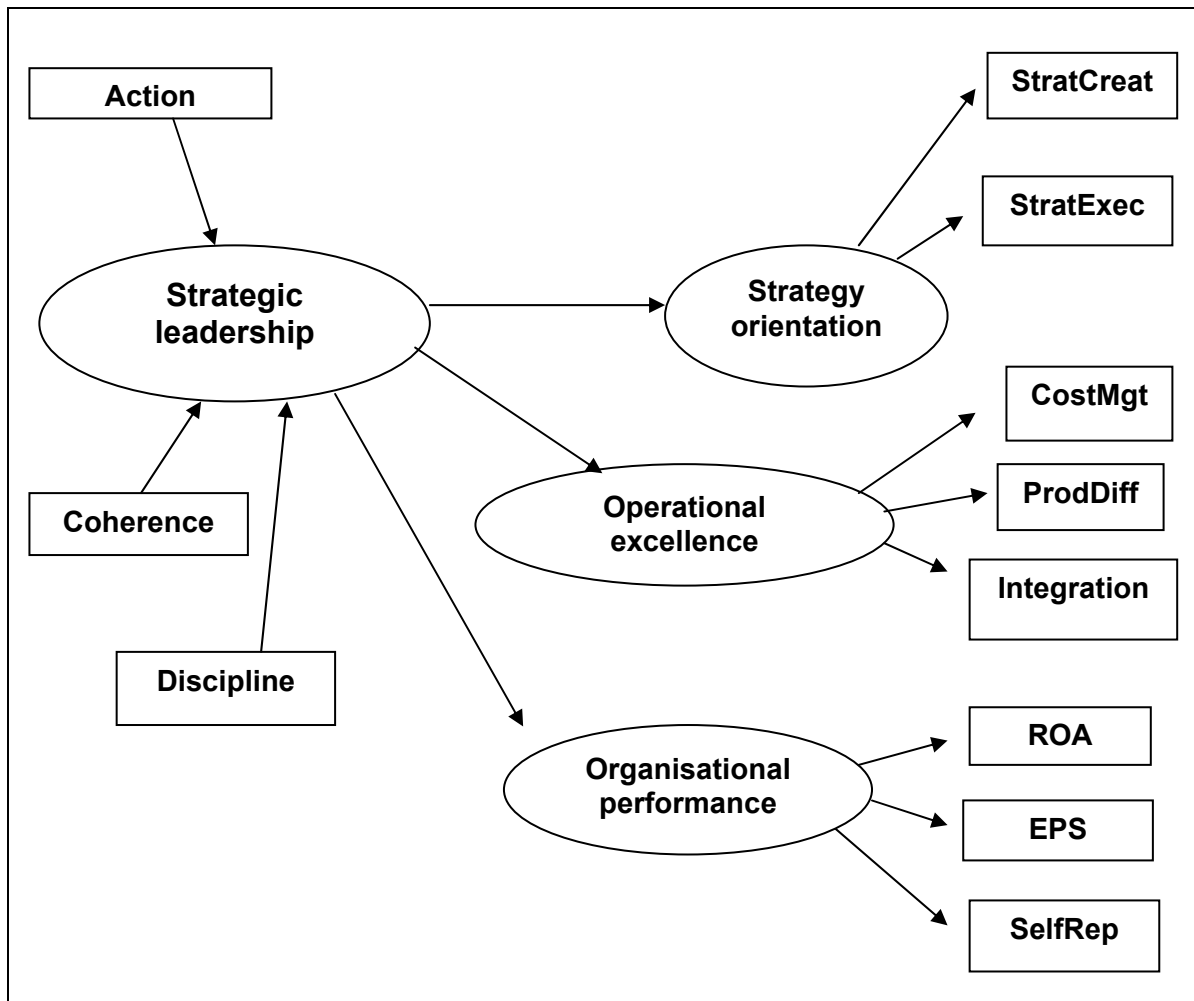 Action
StratCreat
StratExec
Strategic
leadership
Strategy
orientation
CostMgt
Coherence
Operational
excellence
ProdDiff
Integration
Discipline
Organisational
performance
ROA
EPS
SelfRep